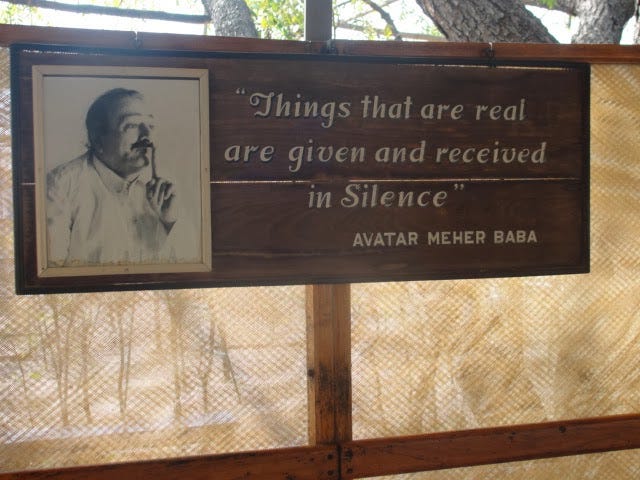 "Things that are real
are given and received
in Silence"
AVATAR MEHER BABA